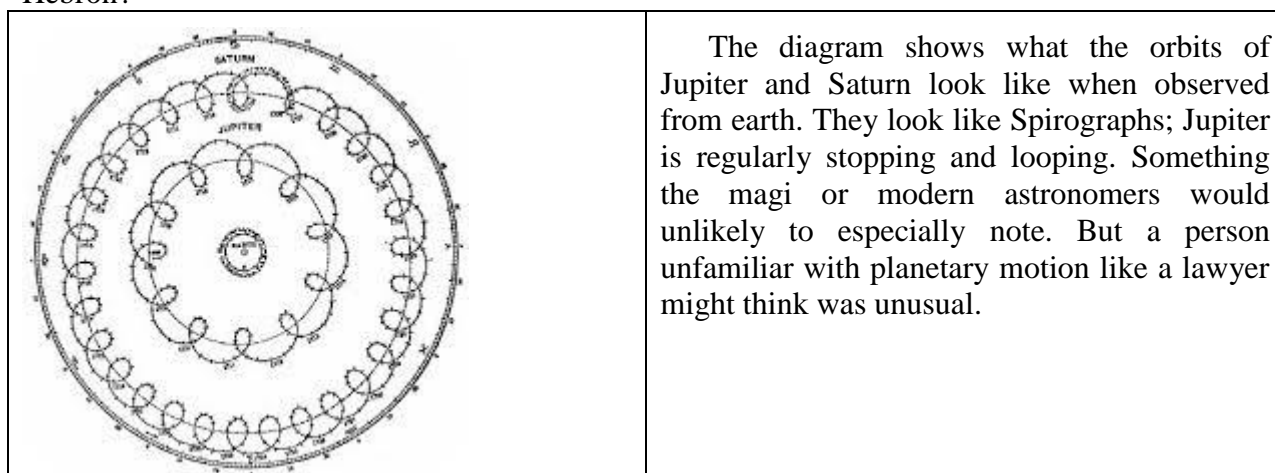 Hebron?
SATURN
JUPITER
The diagram shows what the orbits of
Jupiter and Saturn look like when observed
from earth. They look like Spirographs; Jupiter
is regularly stopping and looping. Something
the magi or modern astronomers would
unlikely to especially note. But a person
unfamiliar with planetary motion like a lawyer
might think was unusual.